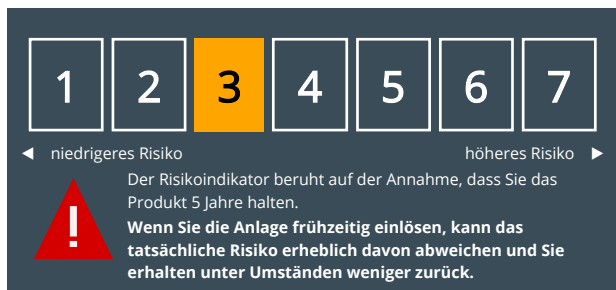 1 2 3 4 5 6 7
◄ niedrigeres Risiko höheres Risiko ►
Der Risikoindikator beruht auf der Annahme, dass Sie das
Produkt 5 Jahre halten.
Wenn Sie die Anlage frühzeitig einlösen, kann das
tatsächliche Risiko erheblich davon abweichen und Sie
erhalten unter Umständen weniger zurück.
!